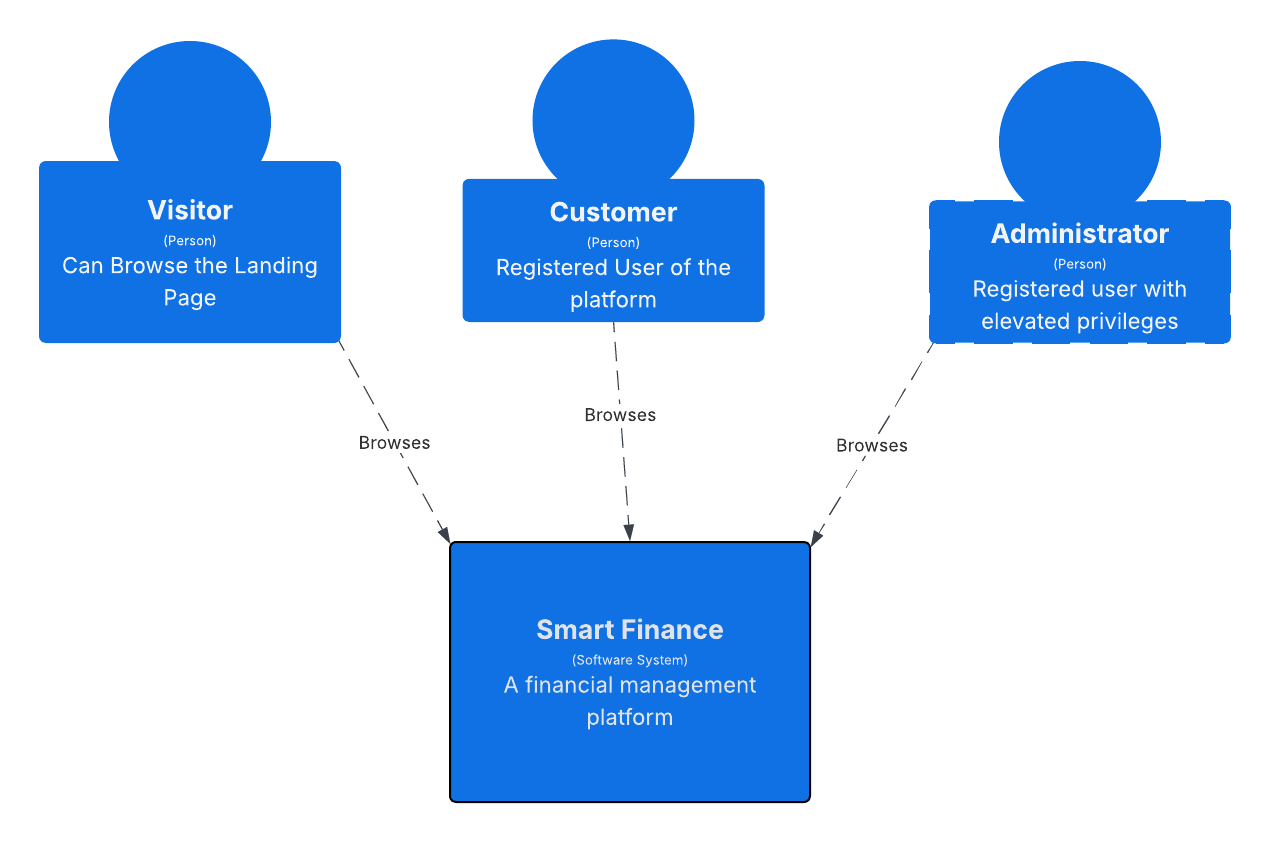 Visitor
(Person)
Can Browse the Landing
Page
Customer
(Person)
Registered User of the
platform
Administrator
(Person)
Registered user with
elevated privileges
Browses
Browses
Browses
Smart Finance
(Software System)
A financial management
platform